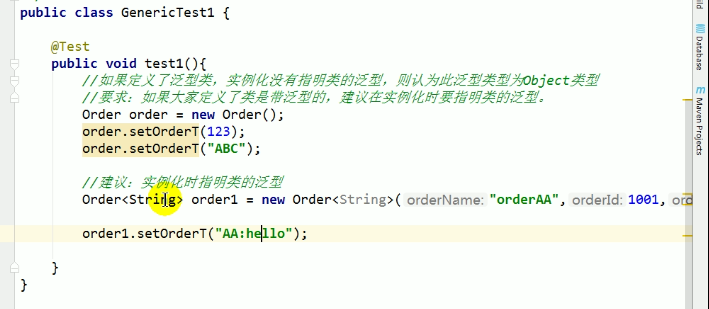 public class GenericTest1 {
@Test
public void test1(){
//如果定义了泛型类，实例化没有指明类的泛型，则认为此泛型类型为Object类型
//要求：如果大家定义了类是带泛型的，建议在实例化时要指明类的泛型。
Order order = new Order();
order.setOrderT(123);
order.setOrderT("ABC");
//建议：实例化时指明类的泛型
Order<String> order1 = new Order<String>( orderName: "orderAA", orderId: 1001, ord
order1.setOrderT("AA:hello");
}
}
Database
Maven Projects